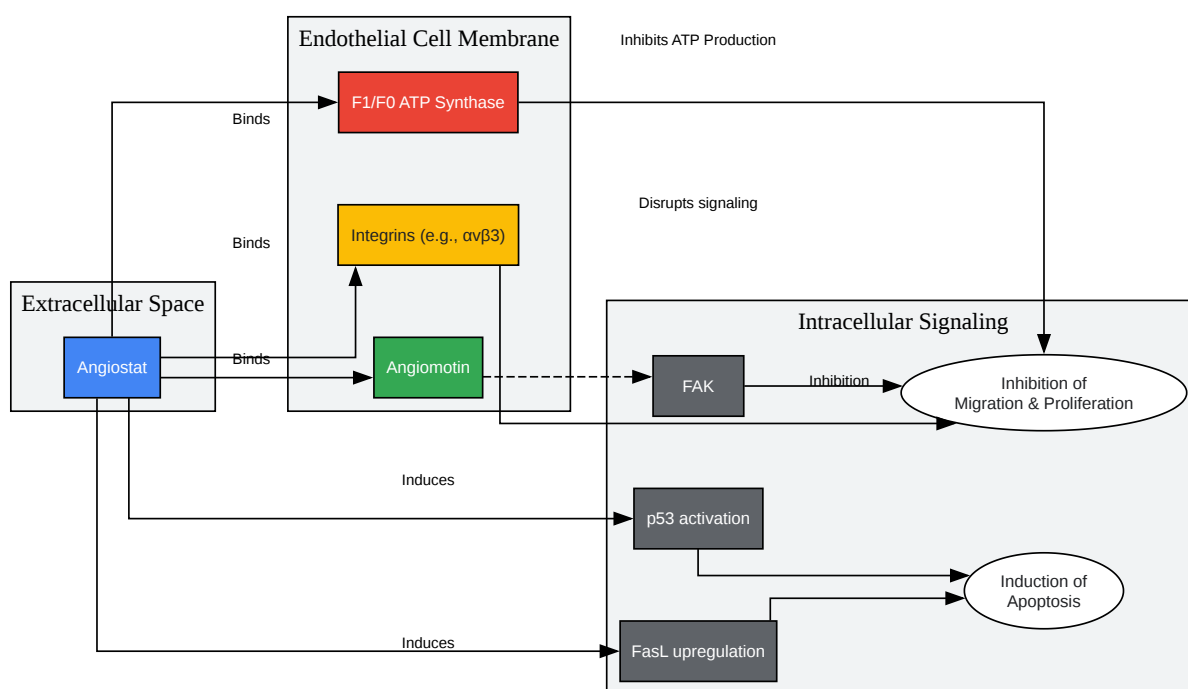 Endothelial Cell Membrane
Inhibits ATP Production
F1/F0 ATP Synthase
Binds
Disrupts signaling
Integrins (e.g., αvβ3)
Binds
Extracellular Space
Intracellular Signaling
Angiostat
Binds
Angiomotin
FAK
Inhibition
Inhibition of
Migration & Proliferation
Induces
p53 activation
Induction of
Apoptosis
Induces
FasL upregulation